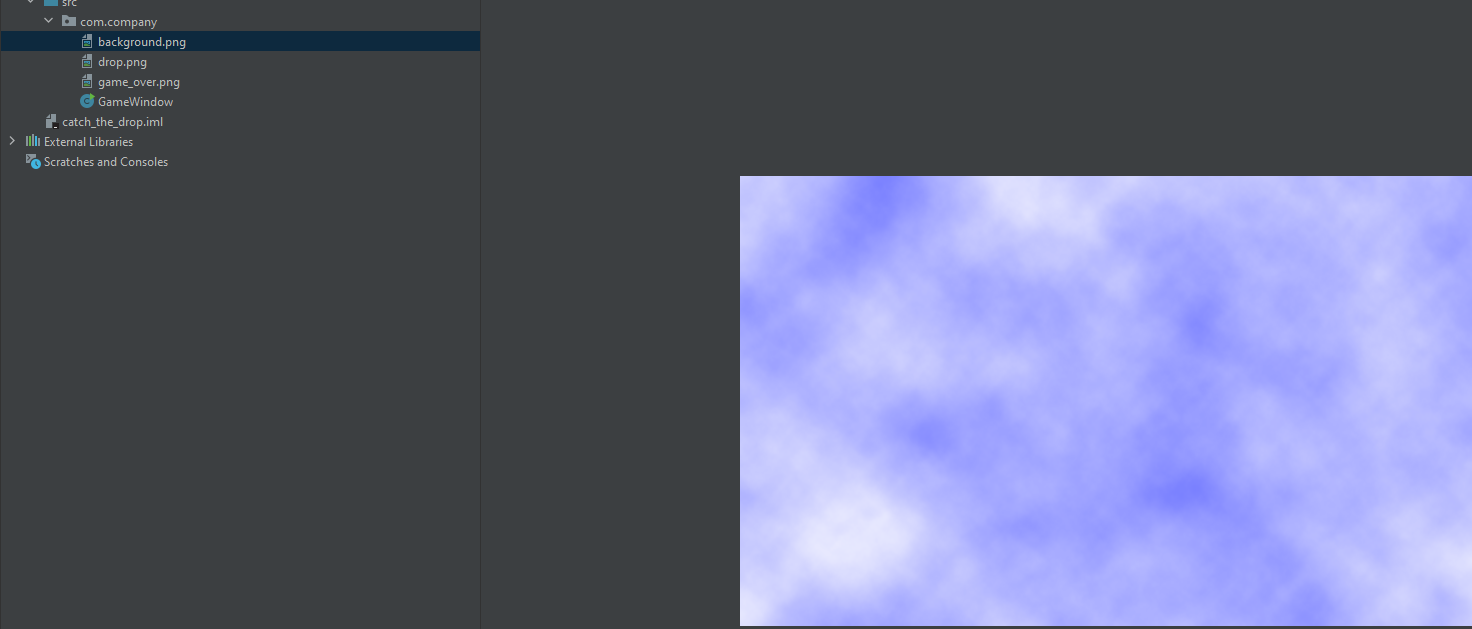 src
com.company
background.png
drop.png
game_over.png
GameWindow
catch_the_drop.iml
External Libraries
Scratches and Consoles